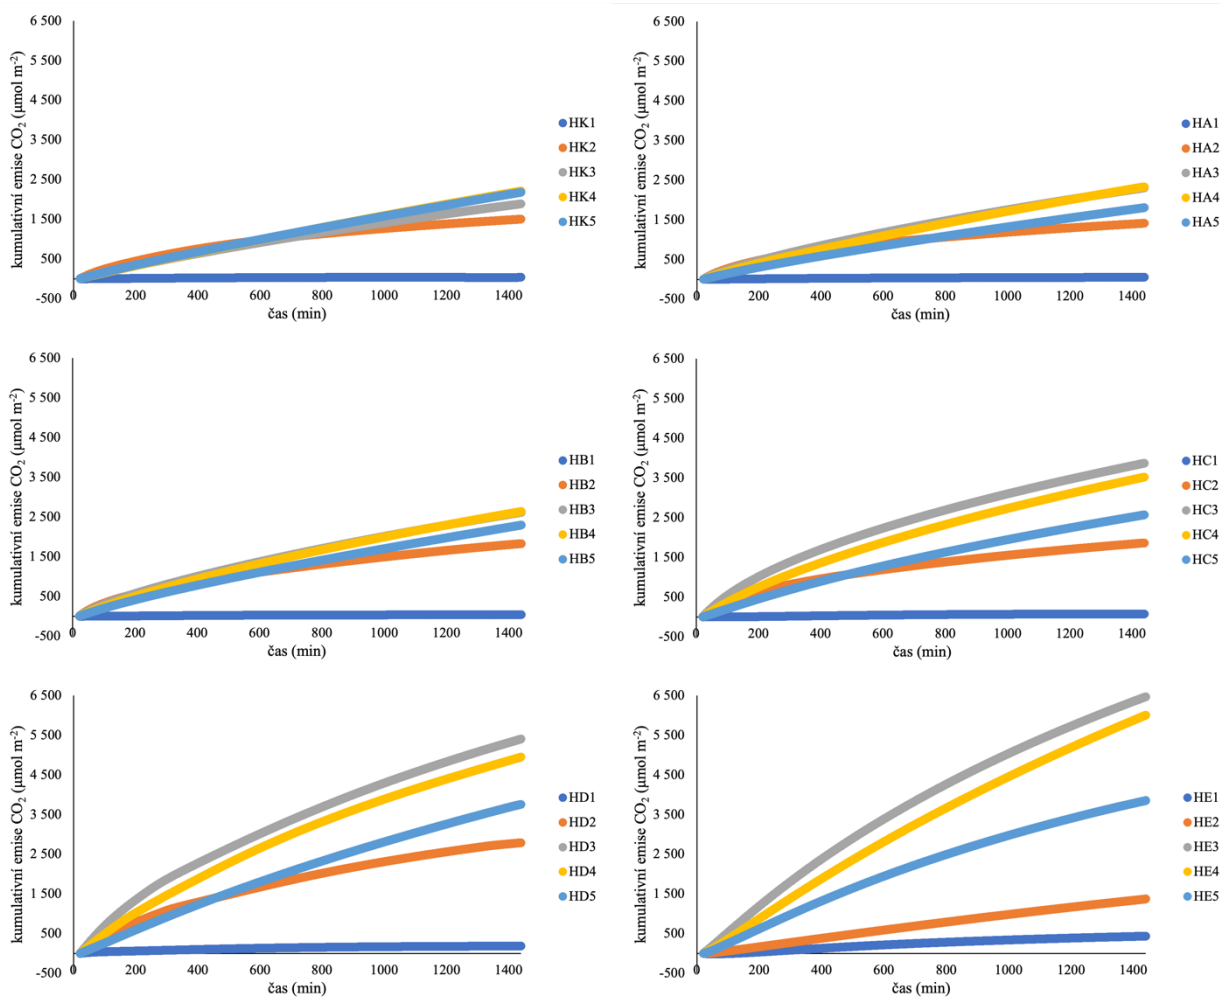 6 500
5 500
4 500
3 500
2 500
1 500
500
-500
kumulativní emise CO₂ (µmol m⁻²)
0 200 400 600 800 1000 1200 1400
čas (min)
HK1
HK2
HK3
HK4
HK5
6 500
5 500
4 500
3 500
2 500
1 500
500
-500
kumulativní emise CO₂ (µmol m⁻²)
0 200 400 600 800 1000 1200 1400
čas (min)
HA1
HA2
HA3
HA4
HA5
6 500
5 500
4 500
3 500
2 500
1 500
500
-500
kumulativní emise CO₂ (µmol m⁻²)
0 200 400 600 800 1000 1200 1400
čas (min)
HB1
HB2
HB3
HB4
HB5
6 500
5 500
4 500
3 500
2 500
1 500
500
-500
kumulativní emise CO₂ (µmol m⁻²)
0 200 400 600 800 1000 1200 1400
čas (min)
HC1
HC2
HC3
HC4
HC5
6 500
5 500
4 500
3 500
2 500
1 500
500
-500
kumulativní emise CO₂ (µmol m⁻²)
0 200 400 600 800 1000 1200 1400
čas (min)
HD1
HD2
HD3
HD4
HD5
6 500
5 500
4 500
3 500
2 500
1 500
500
-500
kumulativní emise CO₂ (µmol m⁻²)
0 200 400 600 800 1000 1200 1400
čas (min)
HE1
HE2
HE3
HE4
HE5